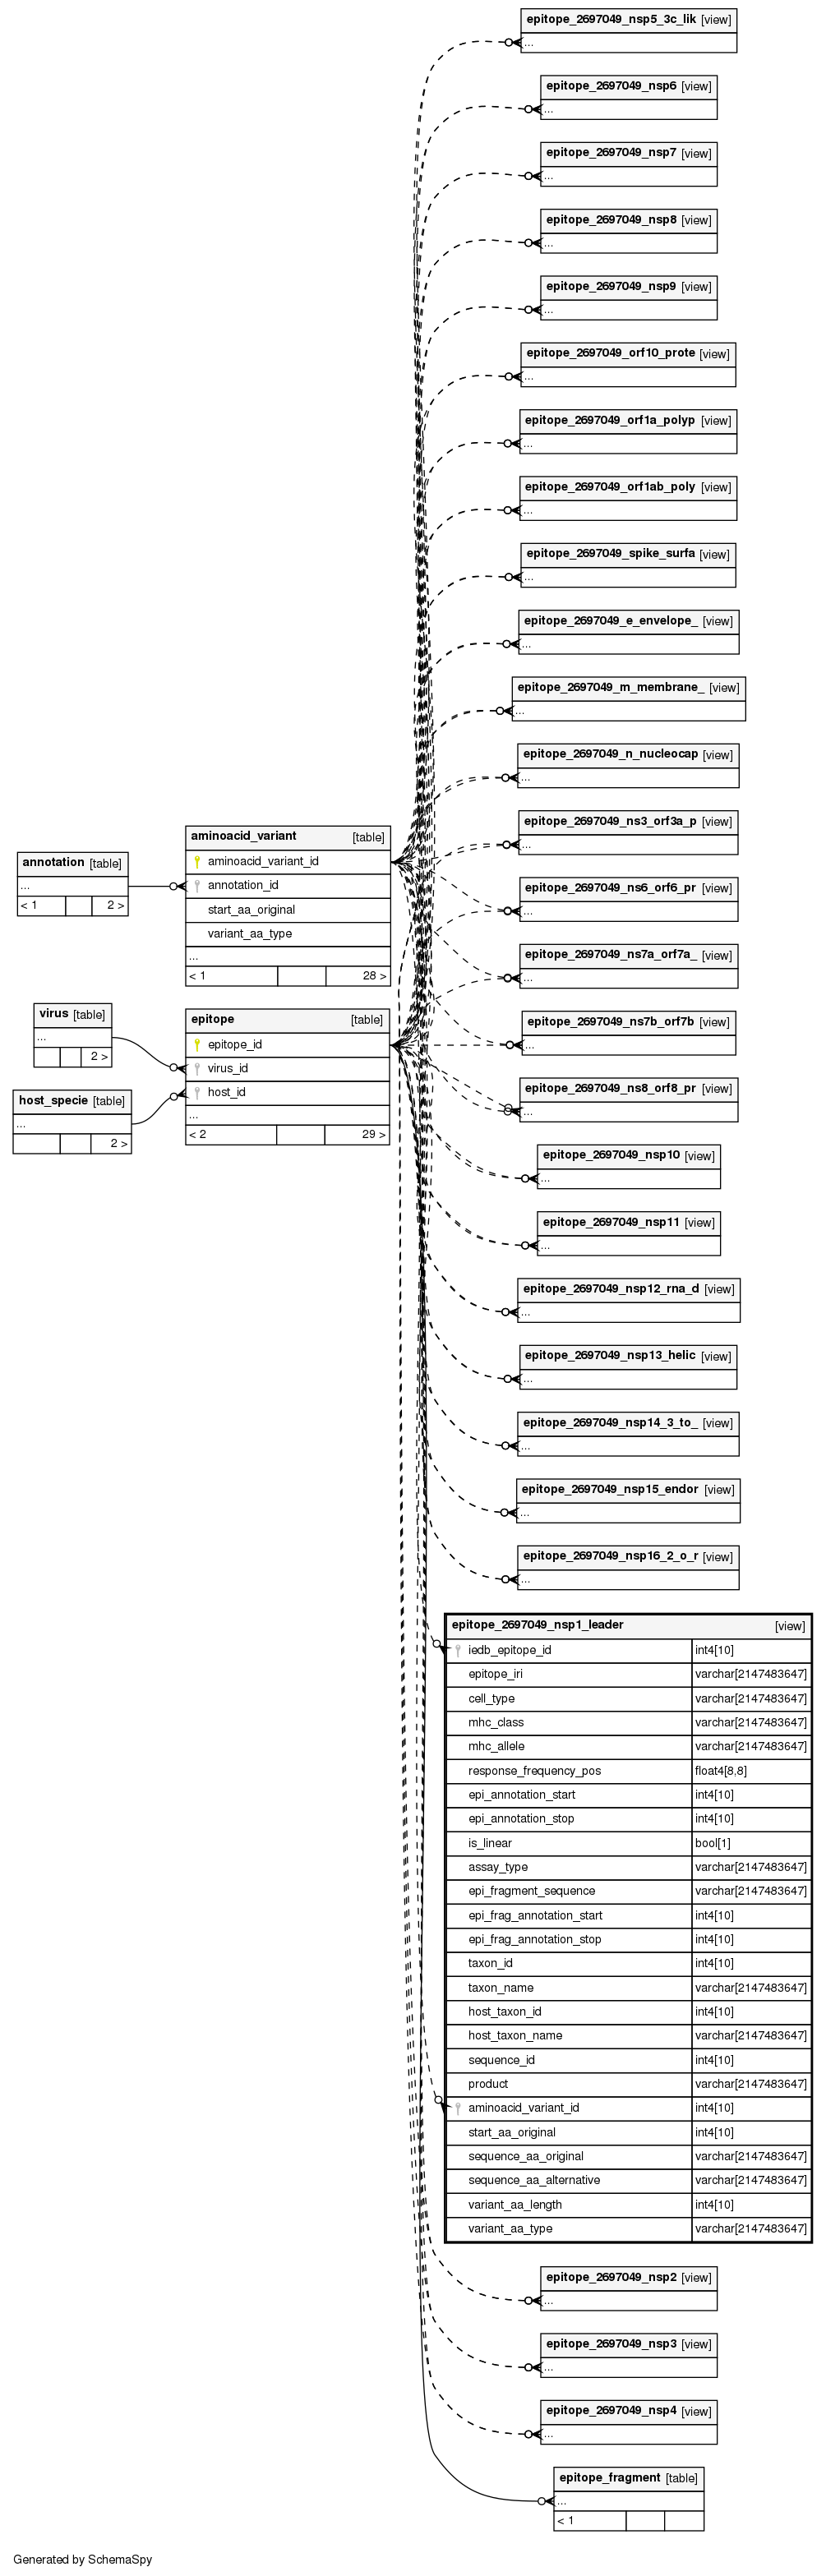 epitope_2697049_nsp5_3c_lik [view]
...
epitope_2697049_nsp6 [view]
...
epitope_2697049_nsp7 [view]
...
epitope_2697049_nsp8 [view]
...
epitope_2697049_nsp9 [view]
...
epitope_2697049_orf10_prote [view]
...
epitope_2697049_orf1a_polyp [view]
...
epitope_2697049_orf1ab_poly [view]
...
epitope_2697049_spike_surfa [view]
...
epitope_2697049_e_envelope_ [view]
...
epitope_2697049_m_membrane_ [view]
...
epitope_2697049_n_nucleocap [view]
...
epitope_2697049_ns3_orf3a_p [view]
...
epitope_2697049_ns6_orf6_pr [view]
...
epitope_2697049_ns7a_orf7a_ [view]
...
epitope_2697049_ns7b_orf7b [view]
...
epitope_2697049_ns8_orf8_pr [view]
...
epitope_2697049_nsp10 [view]
...
epitope_2697049_nsp11 [view]
...
epitope_2697049_nsp12_rna_d [view]
...
epitope_2697049_nsp13_helic [view]
...
epitope_2697049_nsp14_3_to_ [view]
...
epitope_2697049_nsp15_endor [view]
...
epitope_2697049_nsp16_2_o_r [view]
...
annotation [table]
...
< 1 2 >
aminoacid_variant [table]
aminoacid_variant_id
annotation_id
start_aa_original
variant_aa_type
...
< 1 28 >
virus [table]
...
2 >
host_specie [table]
...
2 >
epitope [table]
epitope_id
virus_id
host_id
...
< 2 29 >
epitope_2697049_nsp1_leader [view]
iedb_epitope_id int4[10]
epitope_iri varchar[2147483647]
cell_type varchar[2147483647]
mhc_class varchar[2147483647]
mhc_allele varchar[2147483647]
response_frequency_pos float4[8,8]
epi_annotation_start int4[10]
epi_annotation_stop int4[10]
is_linear bool[1]
assay_type varchar[2147483647]
epi_fragment_sequence varchar[2147483647]
epi_frag_annotation_start int4[10]
epi_frag_annotation_stop int4[10]
taxon_id int4[10]
taxon_name varchar[2147483647]
host_taxon_id int4[10]
host_taxon_name varchar[2147483647]
sequence_id int4[10]
product varchar[2147483647]
aminoacid_variant_id int4[10]
start_aa_original int4[10]
sequence_aa_original varchar[2147483647]
sequence_aa_alternative varchar[2147483647]
variant_aa_length int4[10]
variant_aa_type varchar[2147483647]
epitope_2697049_nsp2 [view]
...
epitope_2697049_nsp3 [view]
...
epitope_2697049_nsp4 [view]
...
epitope_fragment [table]
...
< 1
Generated by SchemaSpy